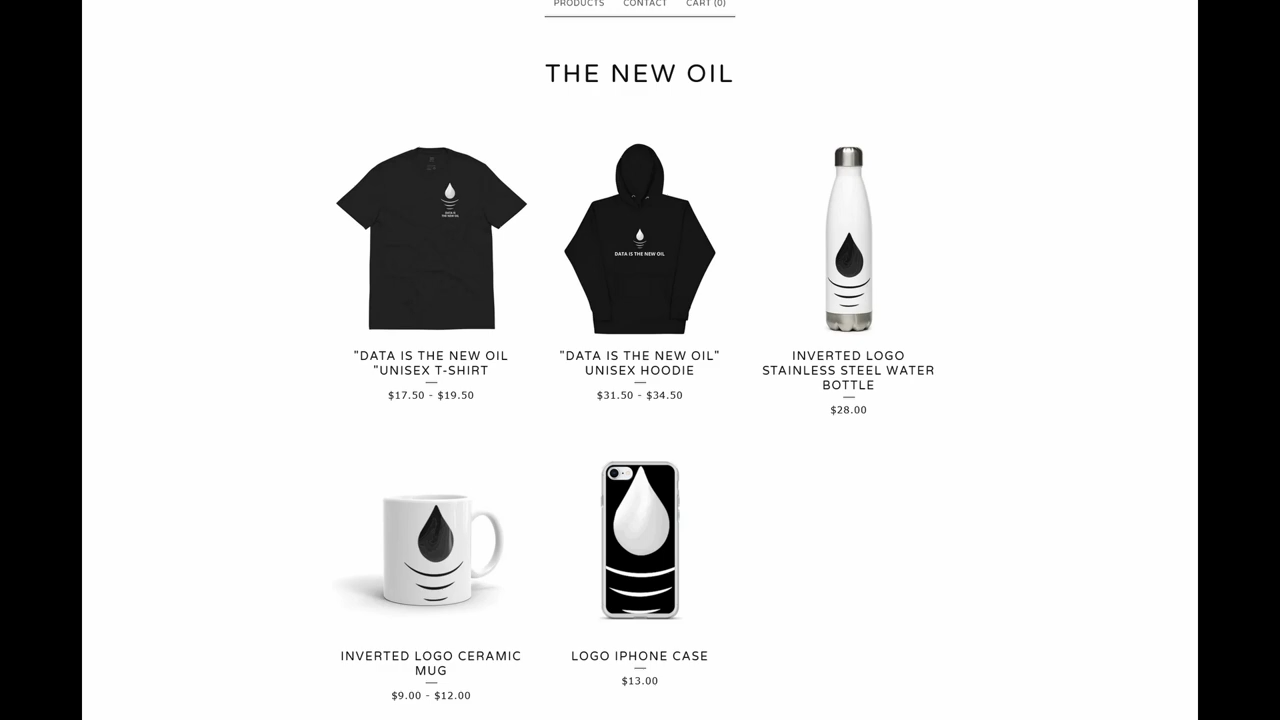 PRODUCTS CONTACT CART (0)
THE NEW OIL
DATA IS
THE NEW OIL
DATA IS THE NEW OIL
"DATA IS THE NEW OIL
"UNISEX T-SHIRT
$17.50 - $19.50
"DATA IS THE NEW OIL"
UNISEX HOODIE
$31.50 - $34.50
INVERTED LOGO
STAINLESS STEEL WATER
BOTTLE
$28.00
INVERTED LOGO CERAMIC
MUG
$9.00 - $12.00
LOGO IPHONE CASE
$13.00